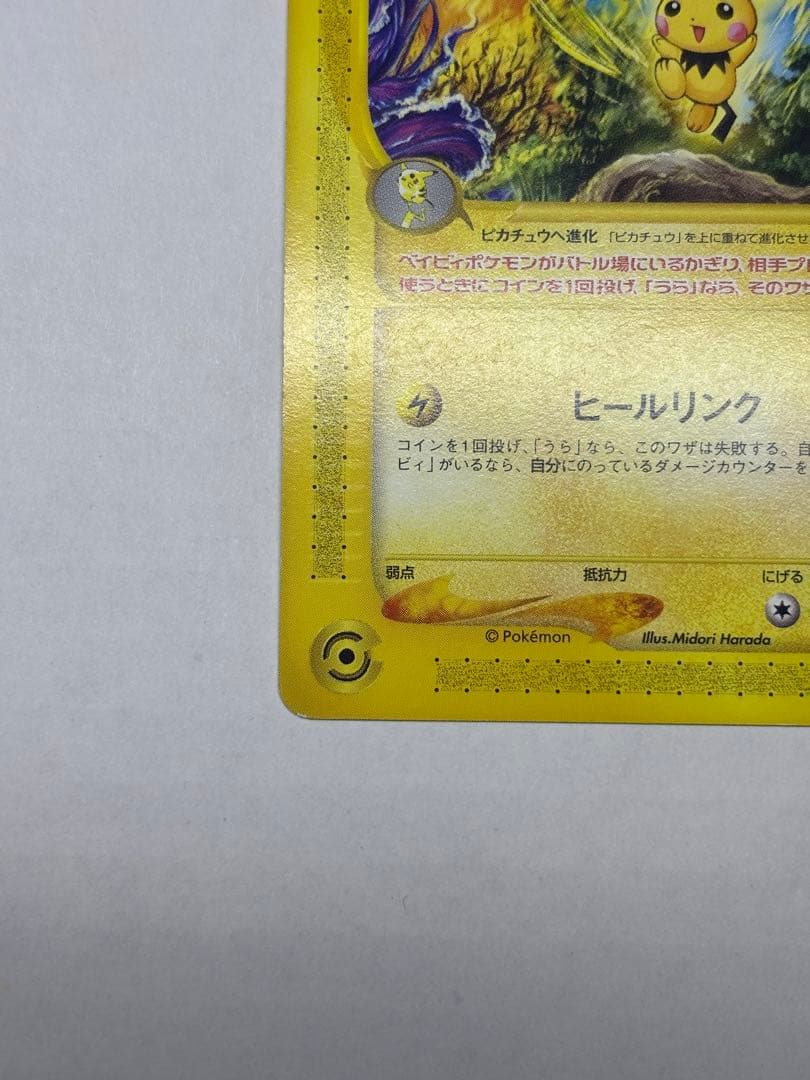 ピカチュウへ進化 「ピカチュウ」を上に重ねて進化させ
ベイビィポケモンがバトル場にいるかぎり、相手プ
使うときにコインを1回投げ、「うら」なら、そのワザ
ヒールリンク
コインを1回投げ、「うら」なら、このワザは失敗する。自
ビィ」がいるなら、自分にのっているダメージカウンターを
弱点 抵抗力 にげる
© Pokémon Illus.Midori Harada